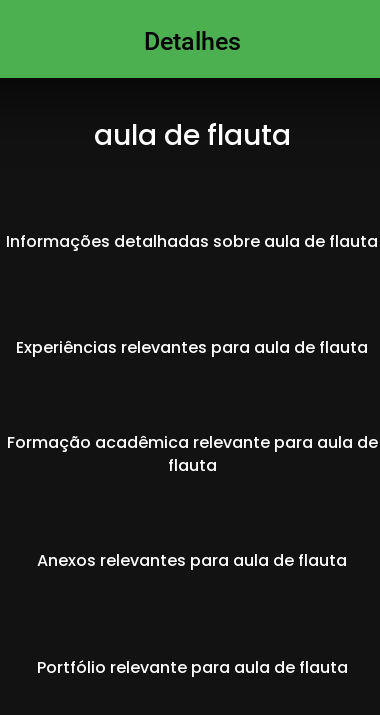 Detalhes
aula de flauta
Informações detalhadas sobre aula de flauta
Experiências relevantes para aula de flauta
Formação acadêmica relevante para aula de
flauta
Anexos relevantes para aula de flauta
Portfólio relevante para aula de flauta